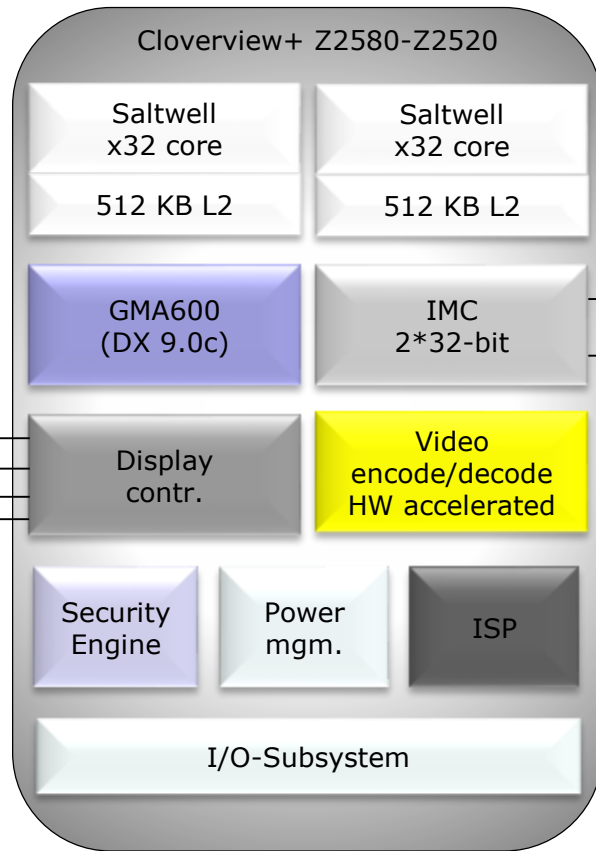 Cloverview+ Z2580-Z2520
Saltwell
x32 core
Saltwell
x32 core
512 KB L2
512 KB L2
GMA600
(DX 9.0c)
IMC
2*32-bit
Display
contr.
Video
encode/decode
HW accelerated
Security
Engine
Power
mgm.
ISP
I/O-Subsystem